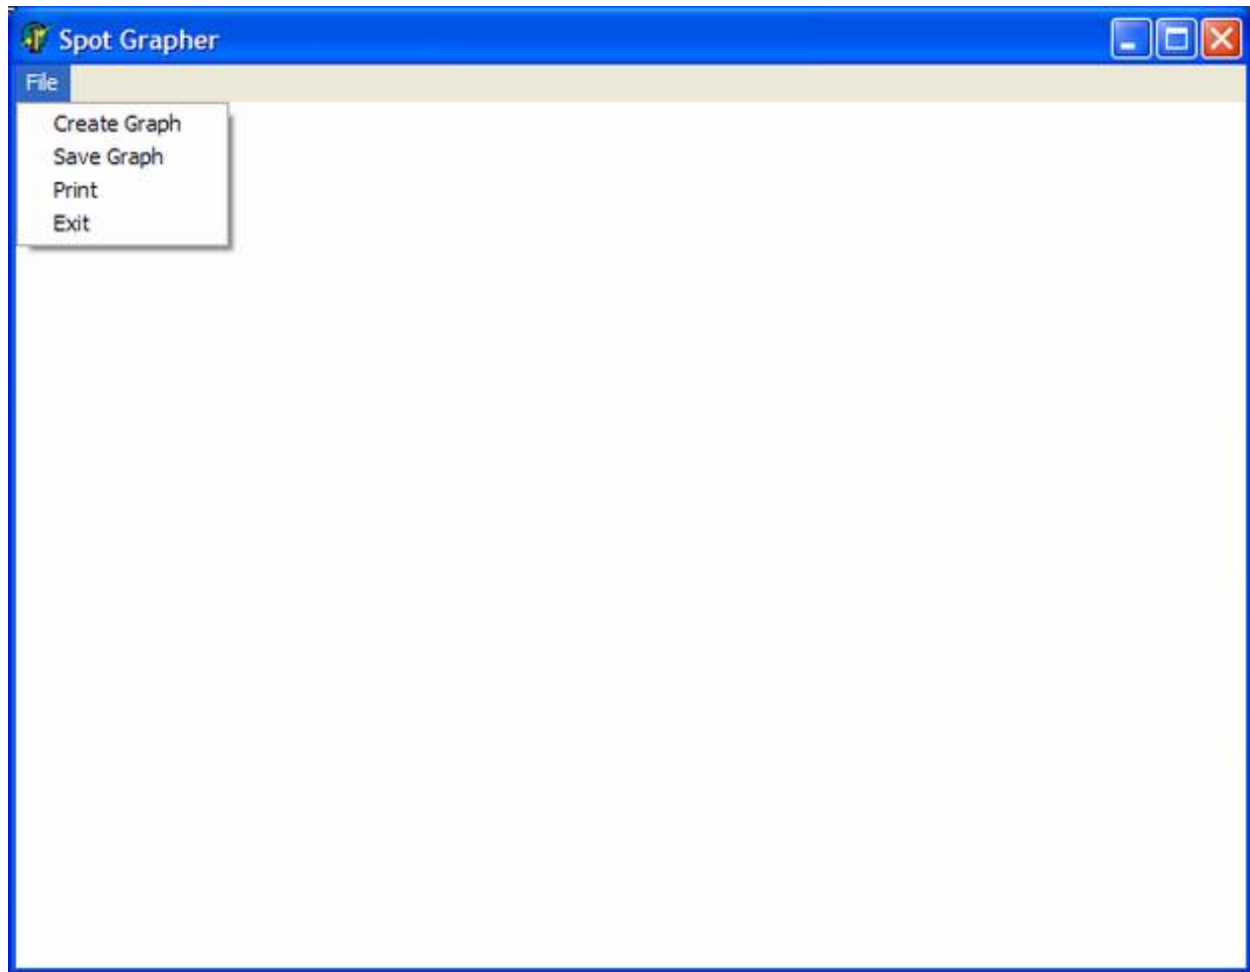 Spot Grapher
File
Create Graph
Save Graph
Print
Exit